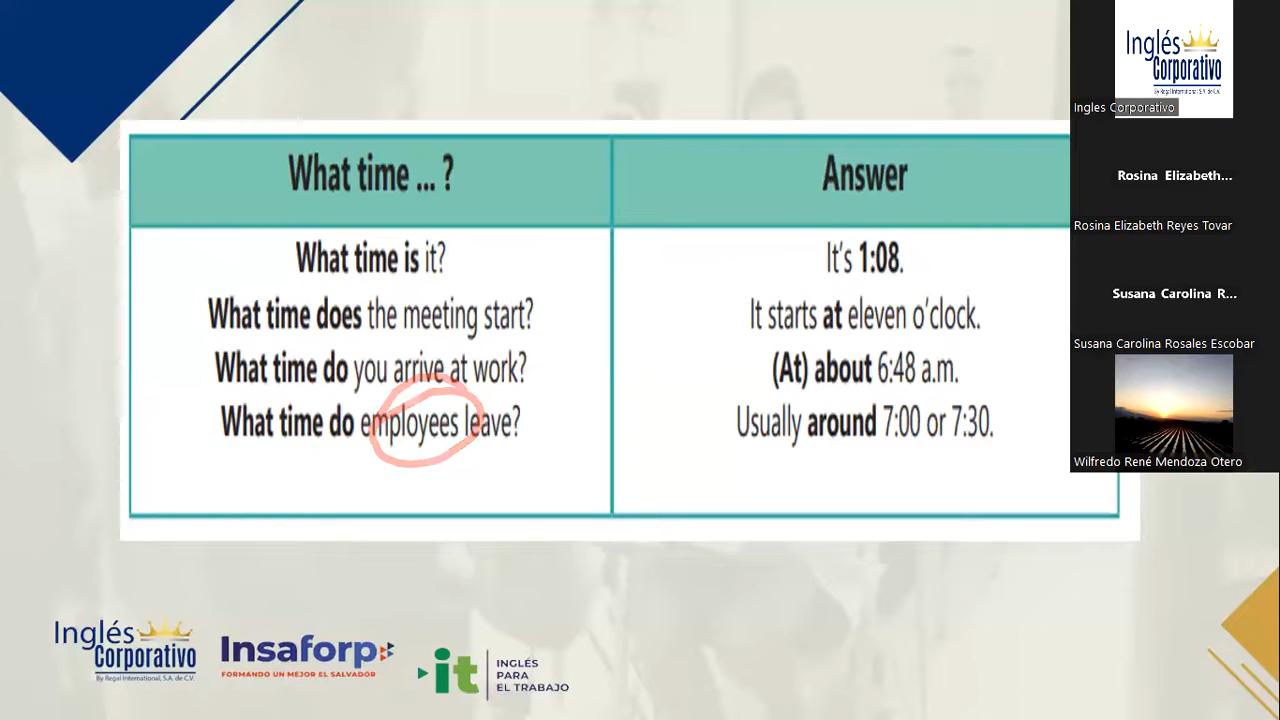 What time ... ?
Answer
What time is it?
It's 1:08.
What time does the meeting start?
It starts at eleven o'clock.
What time do you arrive at work?
(At) about 6:48 a.m.
What time do employees leave?
Usually around 7:00 or 7:30.
Inglés
Corporativo
By Regal International, S.A. de C.V.
Ingles Corporativo
Rosina Elizabeth...
Rosina Elizabeth Reyes Tovar
Susana Carolina R...
Susana Carolina Rosales Escobar
Wilfredo René Mendoza Otero
Inglés
Corporativo
By Regal International, S.A. de C.V.
Insaforp
FORMANDO UN MEJOR EL SALVADOR
it
INGLÉS
PARA
EL TRABAJO